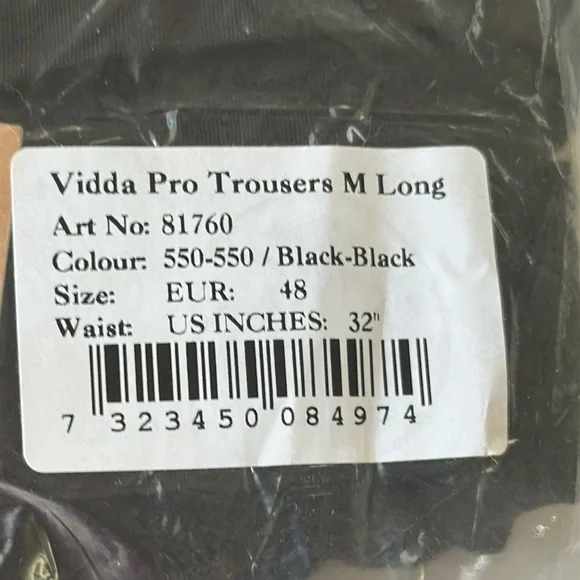 Vidda Pro Trousers M Long
Art No: 81760
Colour: 550-550 / Black-Black
Size: EUR: 48
Waist: US INCHES: 32"
7 323450 084974